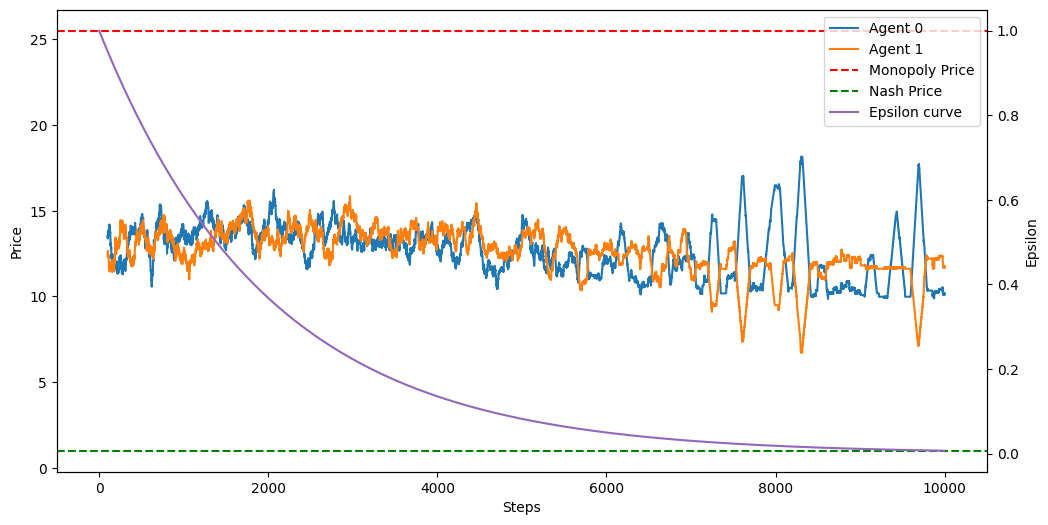 Agent 0
Agent 1
Monopoly Price
Nash Price
Epsilon curve
25
20
15
10
5
0
Price
1.0
0.8
0.6
0.4
0.2
0.0
Epsilon
0
2000
4000
6000
8000
10000
Steps